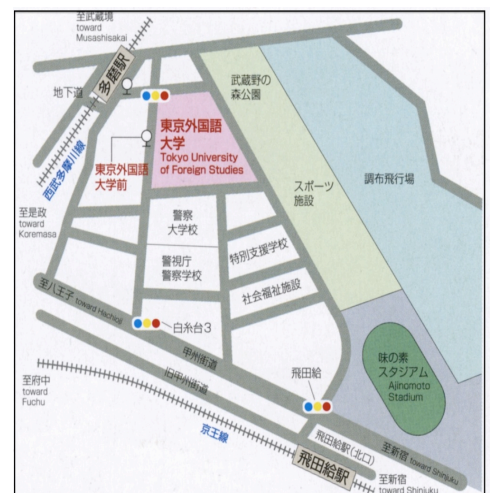 至武蔵境
toward
Musashisakai
多磨駅
地下道
武蔵野の
森公園
東京外国語
大学
Tokyo University
of Foreign Studies
東京外国語
大学前
西武多摩川線
調布飛行場
スポーツ
施設
至是政
toward
Koremasa
警察
大学校
特別支援学校
警視庁
警察学校
社会福祉施設
至八王子 toward Hachioji
白糸台3
甲州街道
味の素
スタジアム
Ajinomoto
Stadium
飛田給
旧甲州街道
至府中
toward
Fuchu
京王線
飛田給駅(北口)
飛田給駅
至新宿 toward Shinjuku
至新宿
toward Shinjuku